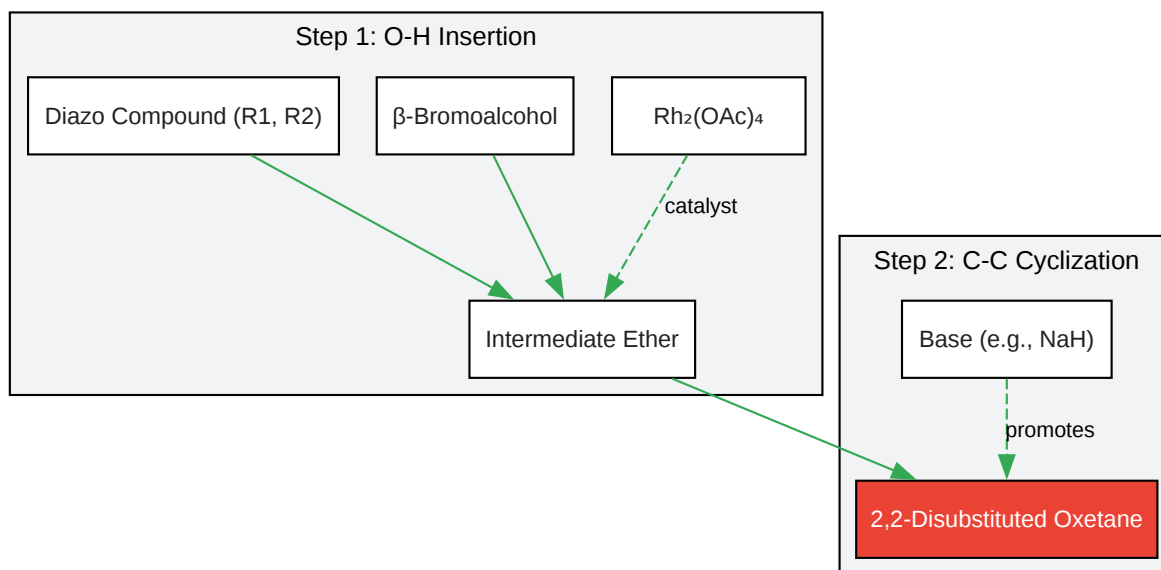 Step 1: O-H Insertion
Diazo Compound (R1, R2)
β-Bromoalcohol
Rh₂(OAc)₄
catalyst
Intermediate Ether
Step 2: C-C Cyclization
Base (e.g., NaH)
promotes
2,2-Disubstituted Oxetane